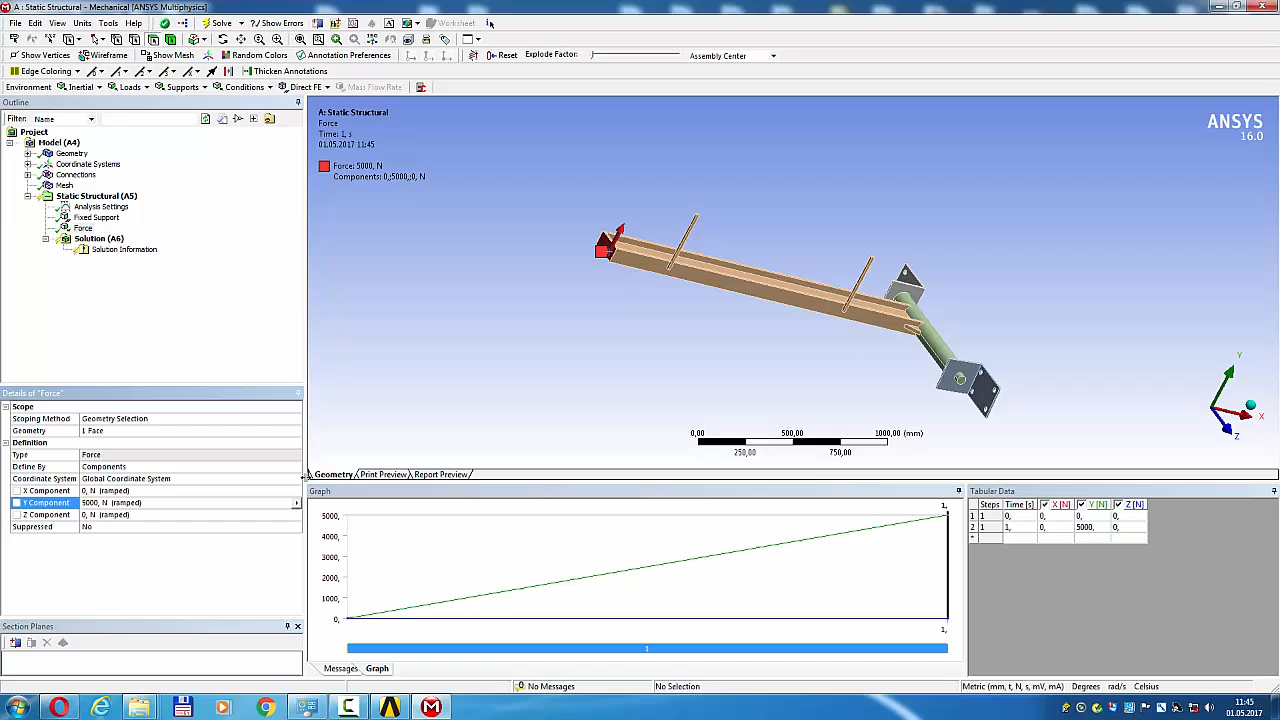 A : Static Structural - Mechanical [ANSYS Multiphysics]
File Edit View Units Tools Help Solve Show Errors Worksheet
Show Vertices Wireframe Show Mesh Random Colors Annotation Preferences Reset Explode Factor: Assembly Center
Edge Coloring Thicken Annotations
Environment Inertial Loads Supports Conditions Direct FE Mass Flow Rate
Outline
Filter: Name
Project
Model (A4)
Geometry
Coordinate Systems
Connections
Mesh
Static Structural (A5)
Analysis Settings
Fixed Support
Force
Solution (A6)
Solution Information
Details of "Force"
Scope
Scoping Method Geometry Selection
Geometry 1 Face
Definition
Type Force
Define By Components
Coordinate System Global Coordinate System
X Component 0, N (ramped)
Y Component 5000, N (ramped)
Z Component 0, N (ramped)
Suppressed No
Section Planes
A: Static Structural
Force
Time: 1, s
01.05.2017 11:45
Force: 5000, N
Components: 0,;5000,;0, N
ANSYS
16.0
Y
X
Z
0,00 500,00 1000,00 (mm)
250,00 750,00
Geometry Print Preview Report Preview
Graph
1,
5000,
4000,
3000,
2000,
1000,
0,
1,
1
Messages Graph
Tabular Data
Steps Time [s] X [N] Y [N] Z [N]
1 1 0, 0, 0, 0,
2 1 1, 0, 5000, 0,
*
No Messages No Selection Metric (mm, t, N, s, mV, mA) Degrees rad/s Celsius
11:45
01.05.2017